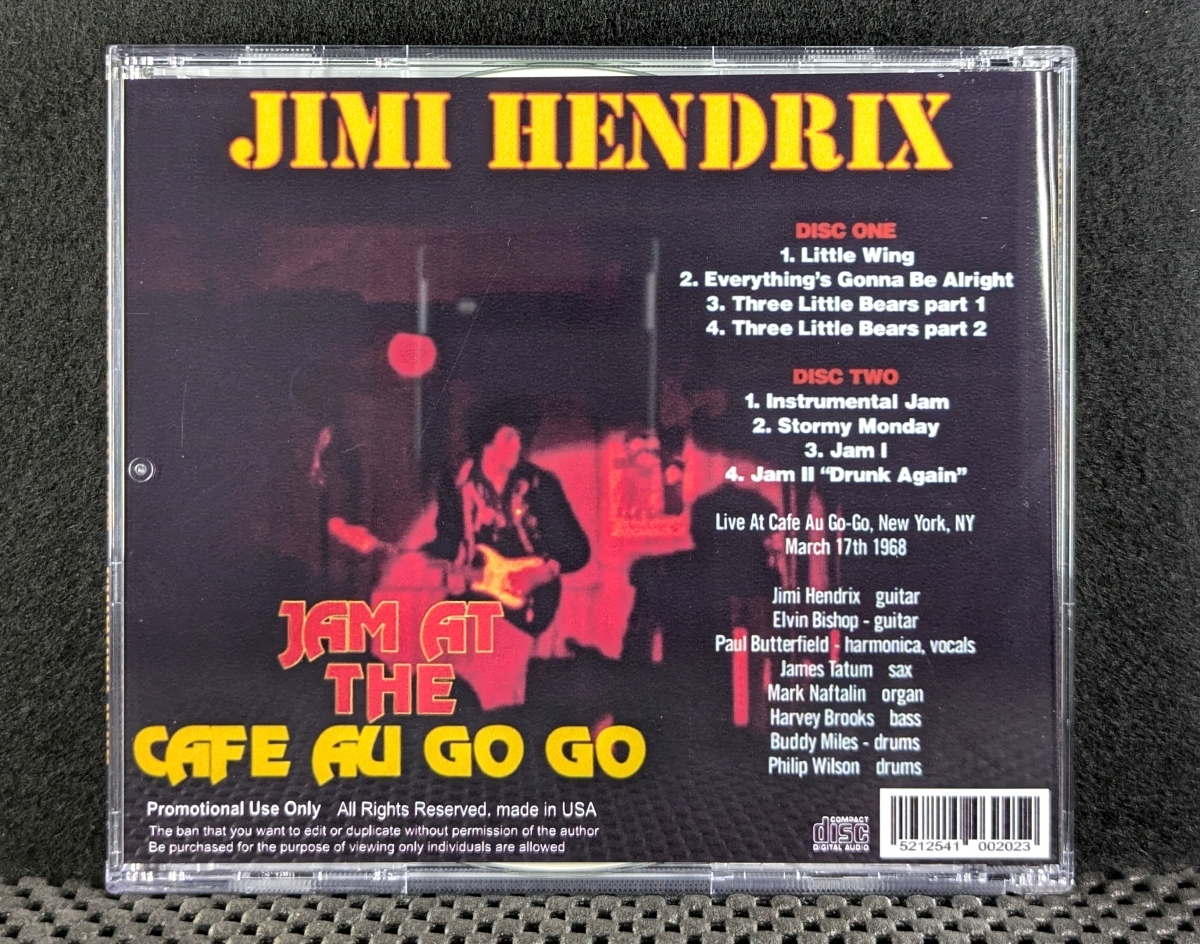 JIMI HENDRIX
DISC ONE
1. Little Wing
2. Everything's Gonna Be Alright
3. Three Little Bears part 1
4. Three Little Bears part 2
DISC TWO
1. Instrumental Jam
2. Stormy Monday
3. Jam I
4. Jam II “Drunk Again”
Live At Cafe Au Go-Go, New York, NY
March 17th 1968
Jimi Hendrix guitar
Elvin Bishop - guitar
Paul Butterfield - harmonica, vocals
James Tatum sax
Mark Naftalin organ
Harvey Brooks bass
Buddy Miles - drums
Philip Wilson drums
JAM AT
THE
CAFE AU GO GO
Promotional Use Only All Rights Reserved, made in USA
The ban that you want to edit or duplicate without permission of the author
Be purchased for the purpose of viewing only individuals are allowed
COMPACT
disc
DIGITAL AUDIO
5212541 002023